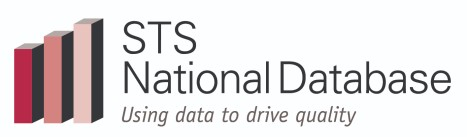 STS
National Database
Using data to drive quality